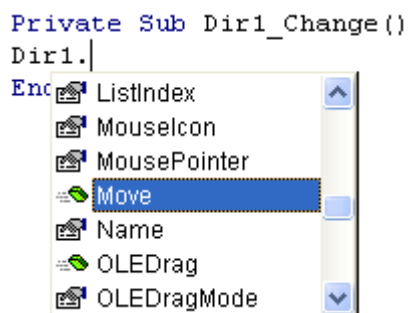 Private Sub Dir1_Change()
Dir1.
End
ListIndex
MouseIcon
MousePointer
Move
Name
OLEDrag
OLEDragMode